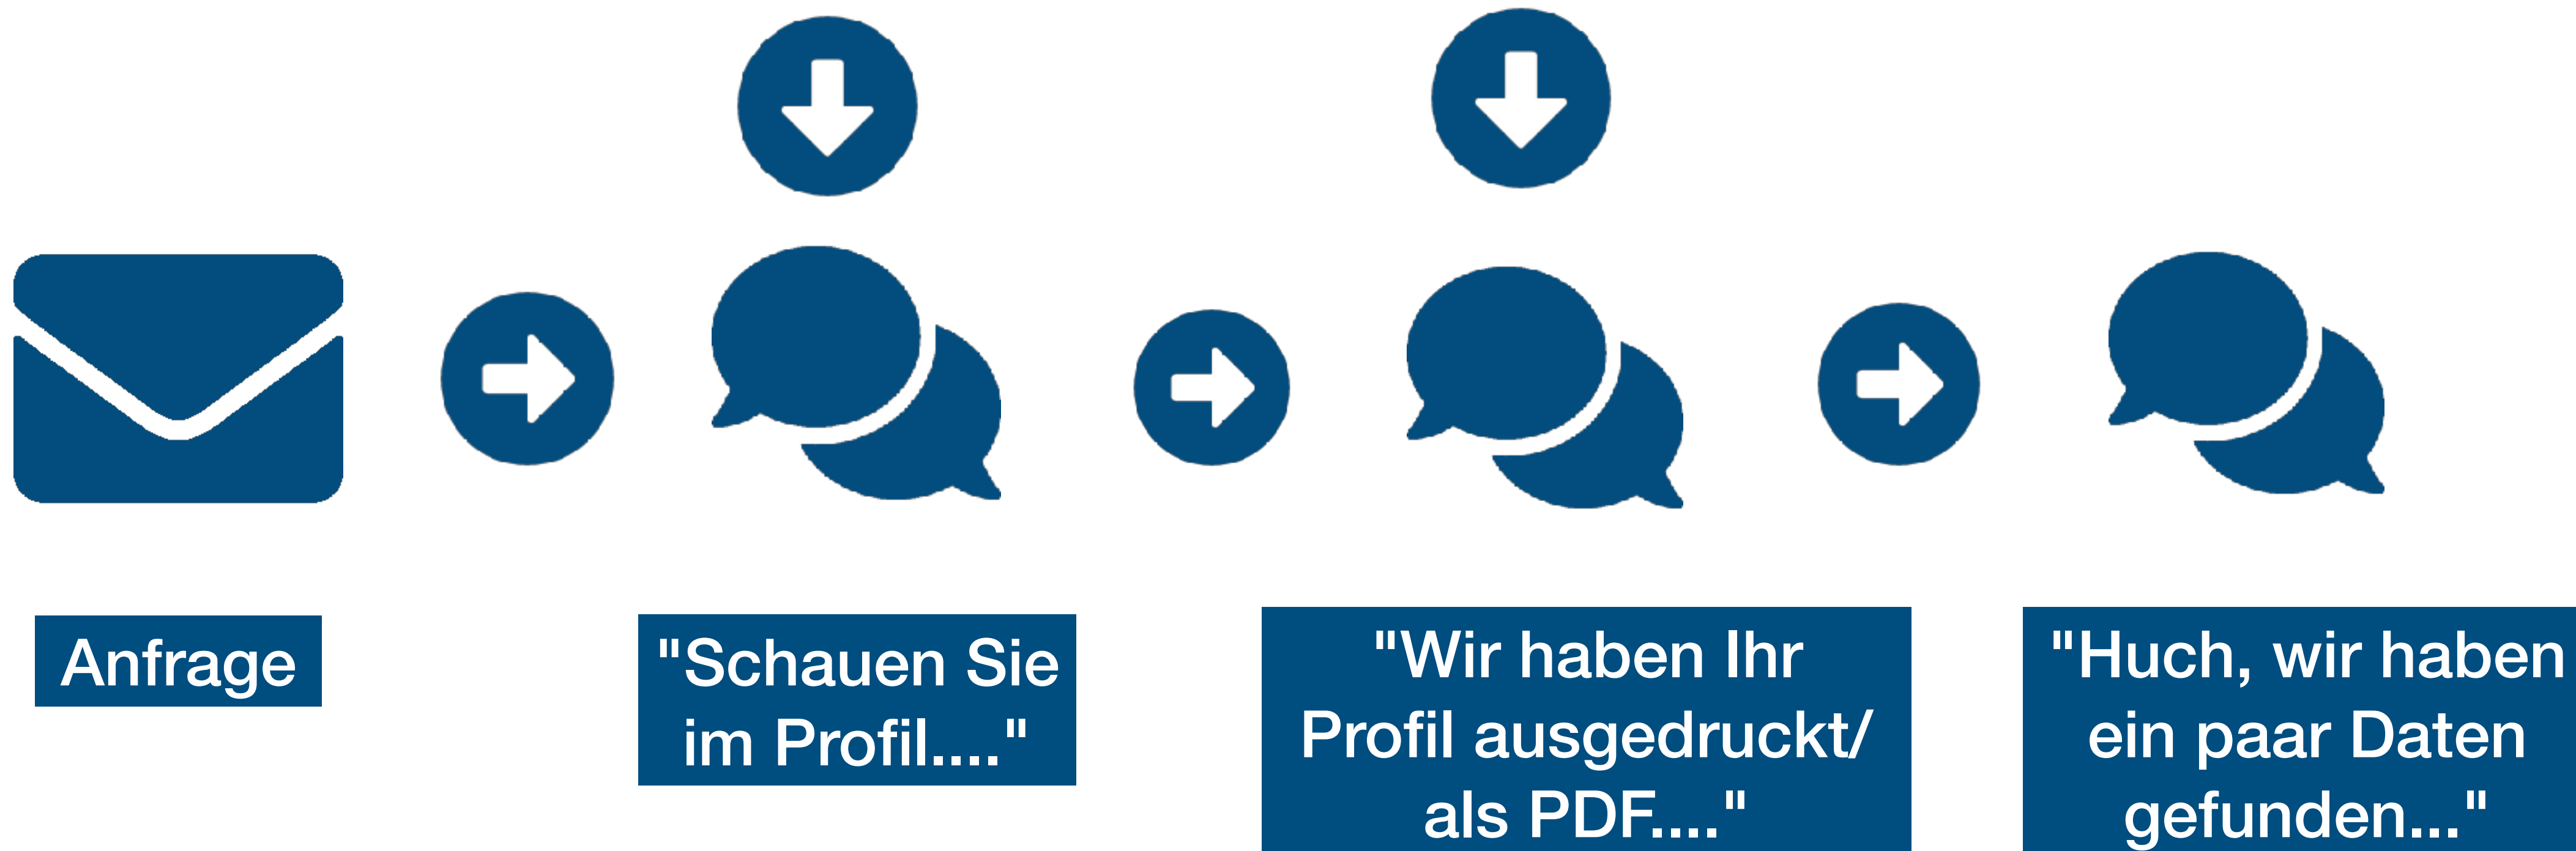 Anfrage
"Schauen Sie
im Profil...."
"Wir haben Ihr
Profil ausgedruckt/
als PDF...."
"Huch, wir haben
ein paar Daten
gefunden..."